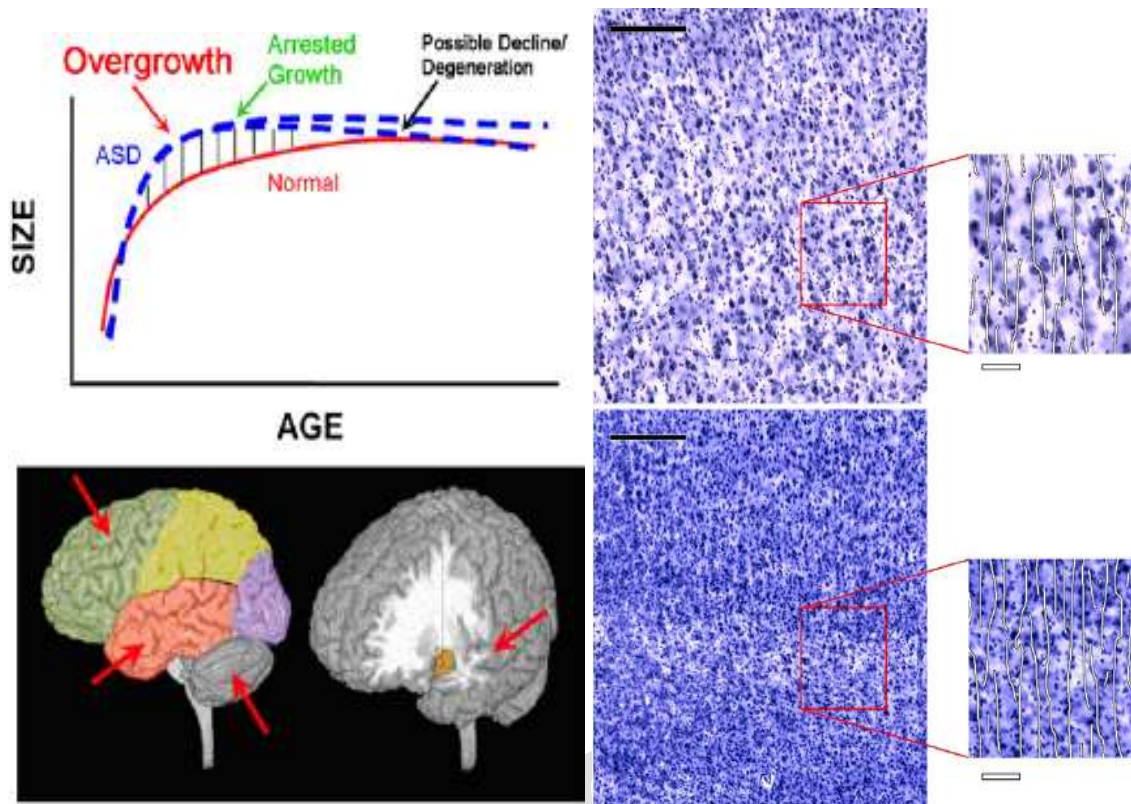 Overgrowth
Arrested
Growth
Possible Decline/
Degeneration
ASD
Normal
SIZE
AGE